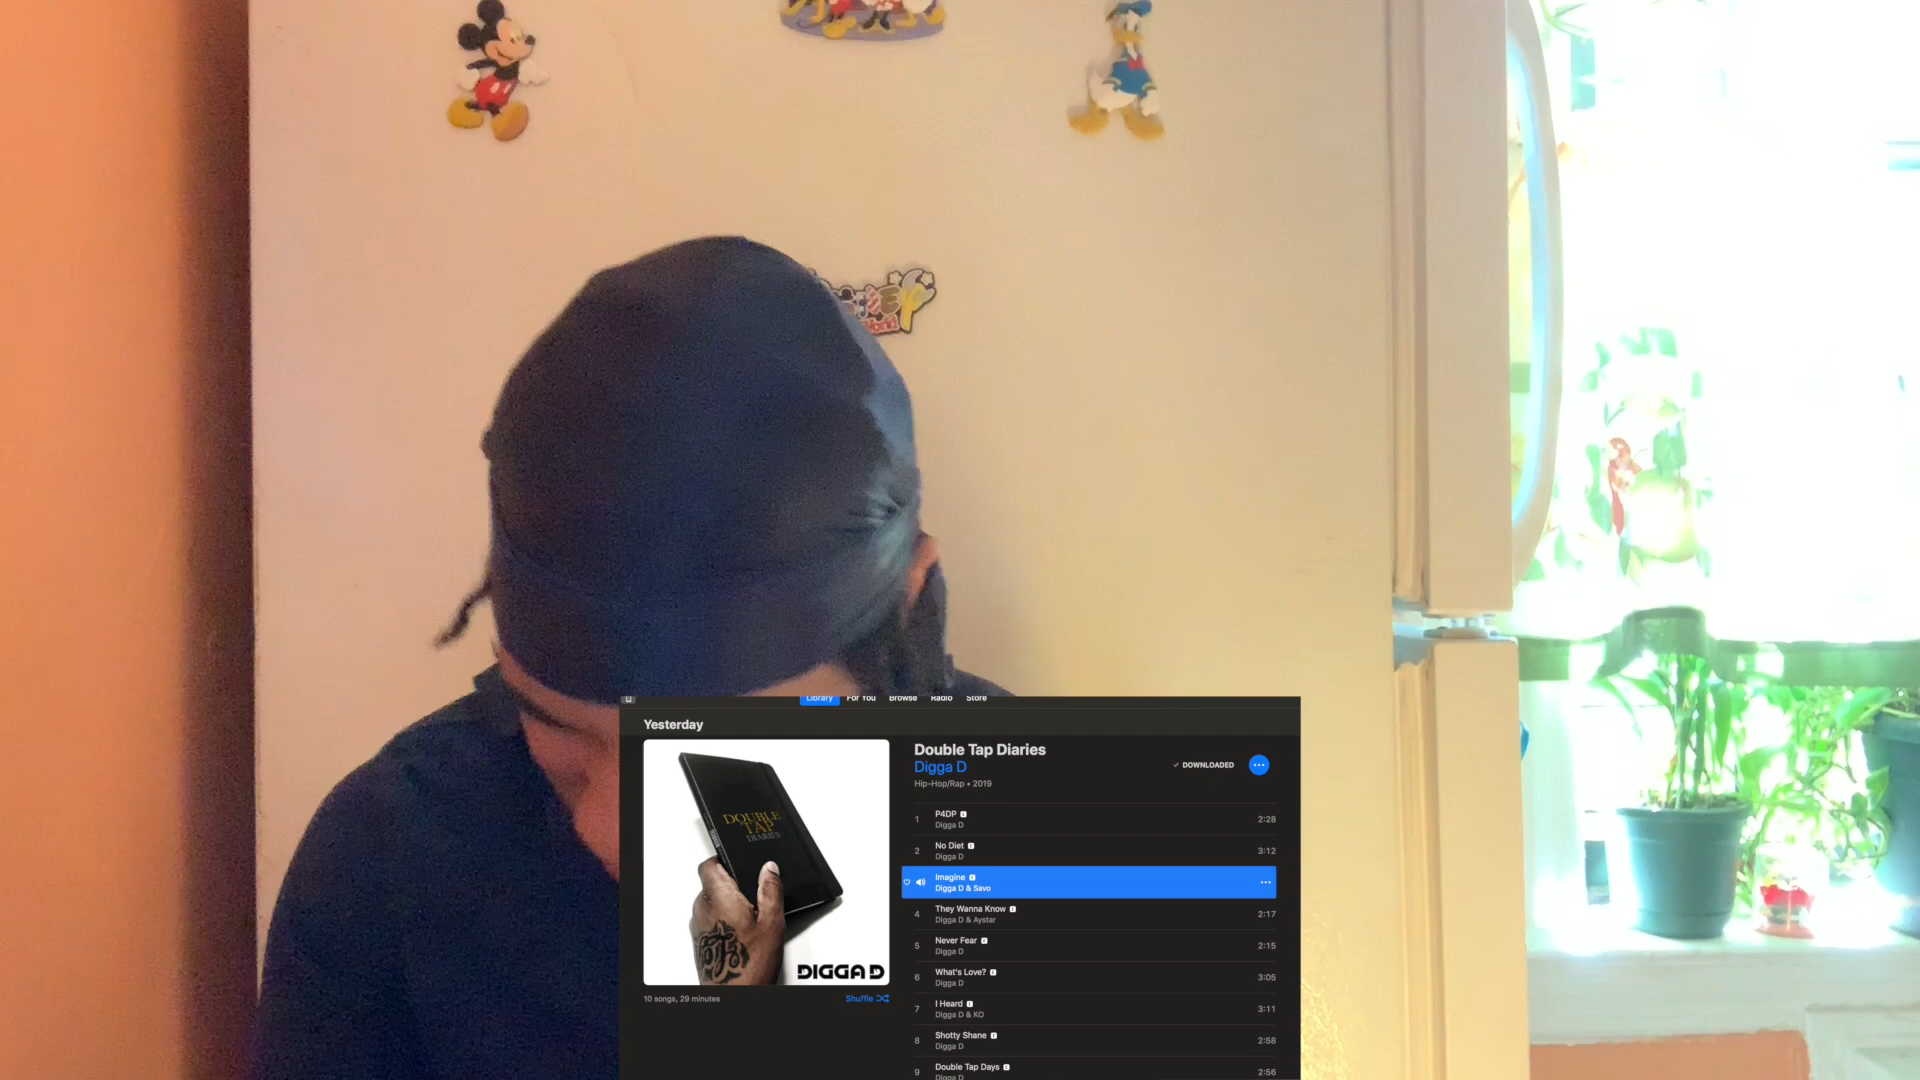 World
Library For You Browse Radio Store
Yesterday
DOUBLE
TAP
DIARIES
DIGGA D
10 songs, 29 minutes
Shuffle
Double Tap Diaries
Digga D
Hip-Hop/Rap • 2019
✓ DOWNLOADED
1 P4DP E 2:28
Digga D
2 No Diet E 3:12
Digga D
Imagine E
Digga D & Savo
4 They Wanna Know E 2:17
Digga D & Aystar
5 Never Fear E 2:15
Digga D
6 What's Love? E 3:05
Digga D
7 I Heard E 3:11
Digga D & KO
8 Shotty Shane E 2:58
Digga D
9 Double Tap Days E 2:56
Digga D